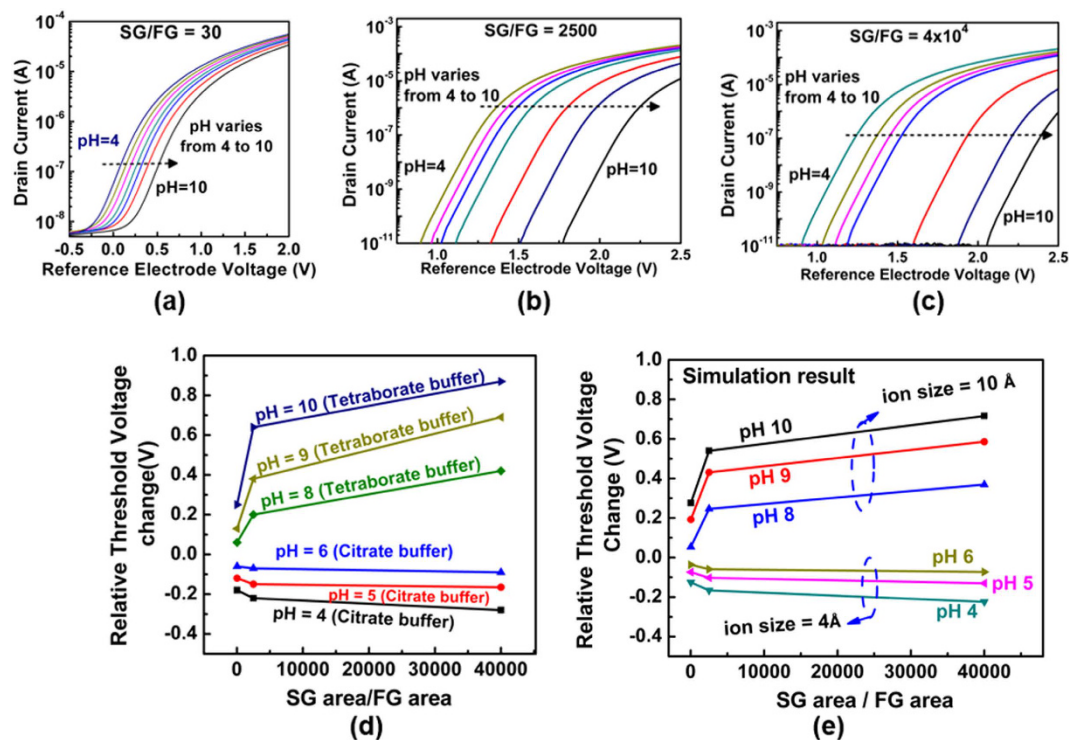 SG/FG = 30
pH varies
from 4 to 10
pH=4
pH=10
Drain Current (A)
10⁻⁴
10⁻⁵
10⁻⁶
10⁻⁷
10⁻⁸
-0.5 0.0 0.5 1.0 1.5 2.0
Reference Electrode Voltage (V)
(a)
SG/FG = 2500
pH varies
from 4 to 10
pH=4
pH=10
Drain Current (A)
10⁻³
10⁻⁵
10⁻⁷
10⁻⁹
10⁻¹¹
1.0 1.5 2.0 2.5
Reference Electrode Voltage (V)
(b)
SG/FG = 4x10⁴
pH varies
from 4 to 10
pH=4
pH=10
Drain Current (A)
10⁻³
10⁻⁵
10⁻⁷
10⁻⁹
10⁻¹¹
1.0 1.5 2.0 2.5
Reference Electrode Voltage (V)
(c)
Relative Threshold Voltage
change(V)
1.0
0.8
0.6
0.4
0.2
0.0
-0.2
-0.4
pH = 10 (Tetraborate buffer)
pH = 9 (Tetraborate buffer)
pH = 8 (Tetraborate buffer)
pH = 6 (Citrate buffer)
pH = 5 (Citrate buffer)
pH = 4 (Citrate buffer)
0 10000 20000 30000 40000
SG area/FG area
(d)
Relative Threshold Voltage
Change (V)
1.0
0.8
0.6
0.4
0.2
0.0
-0.2
-0.4
Simulation result
ion size = 10 Å
pH 10
pH 9
pH 8
pH 6
pH 5
pH 4
ion size = 4Å
0 10000 20000 30000 40000
SG area / FG area
(e)